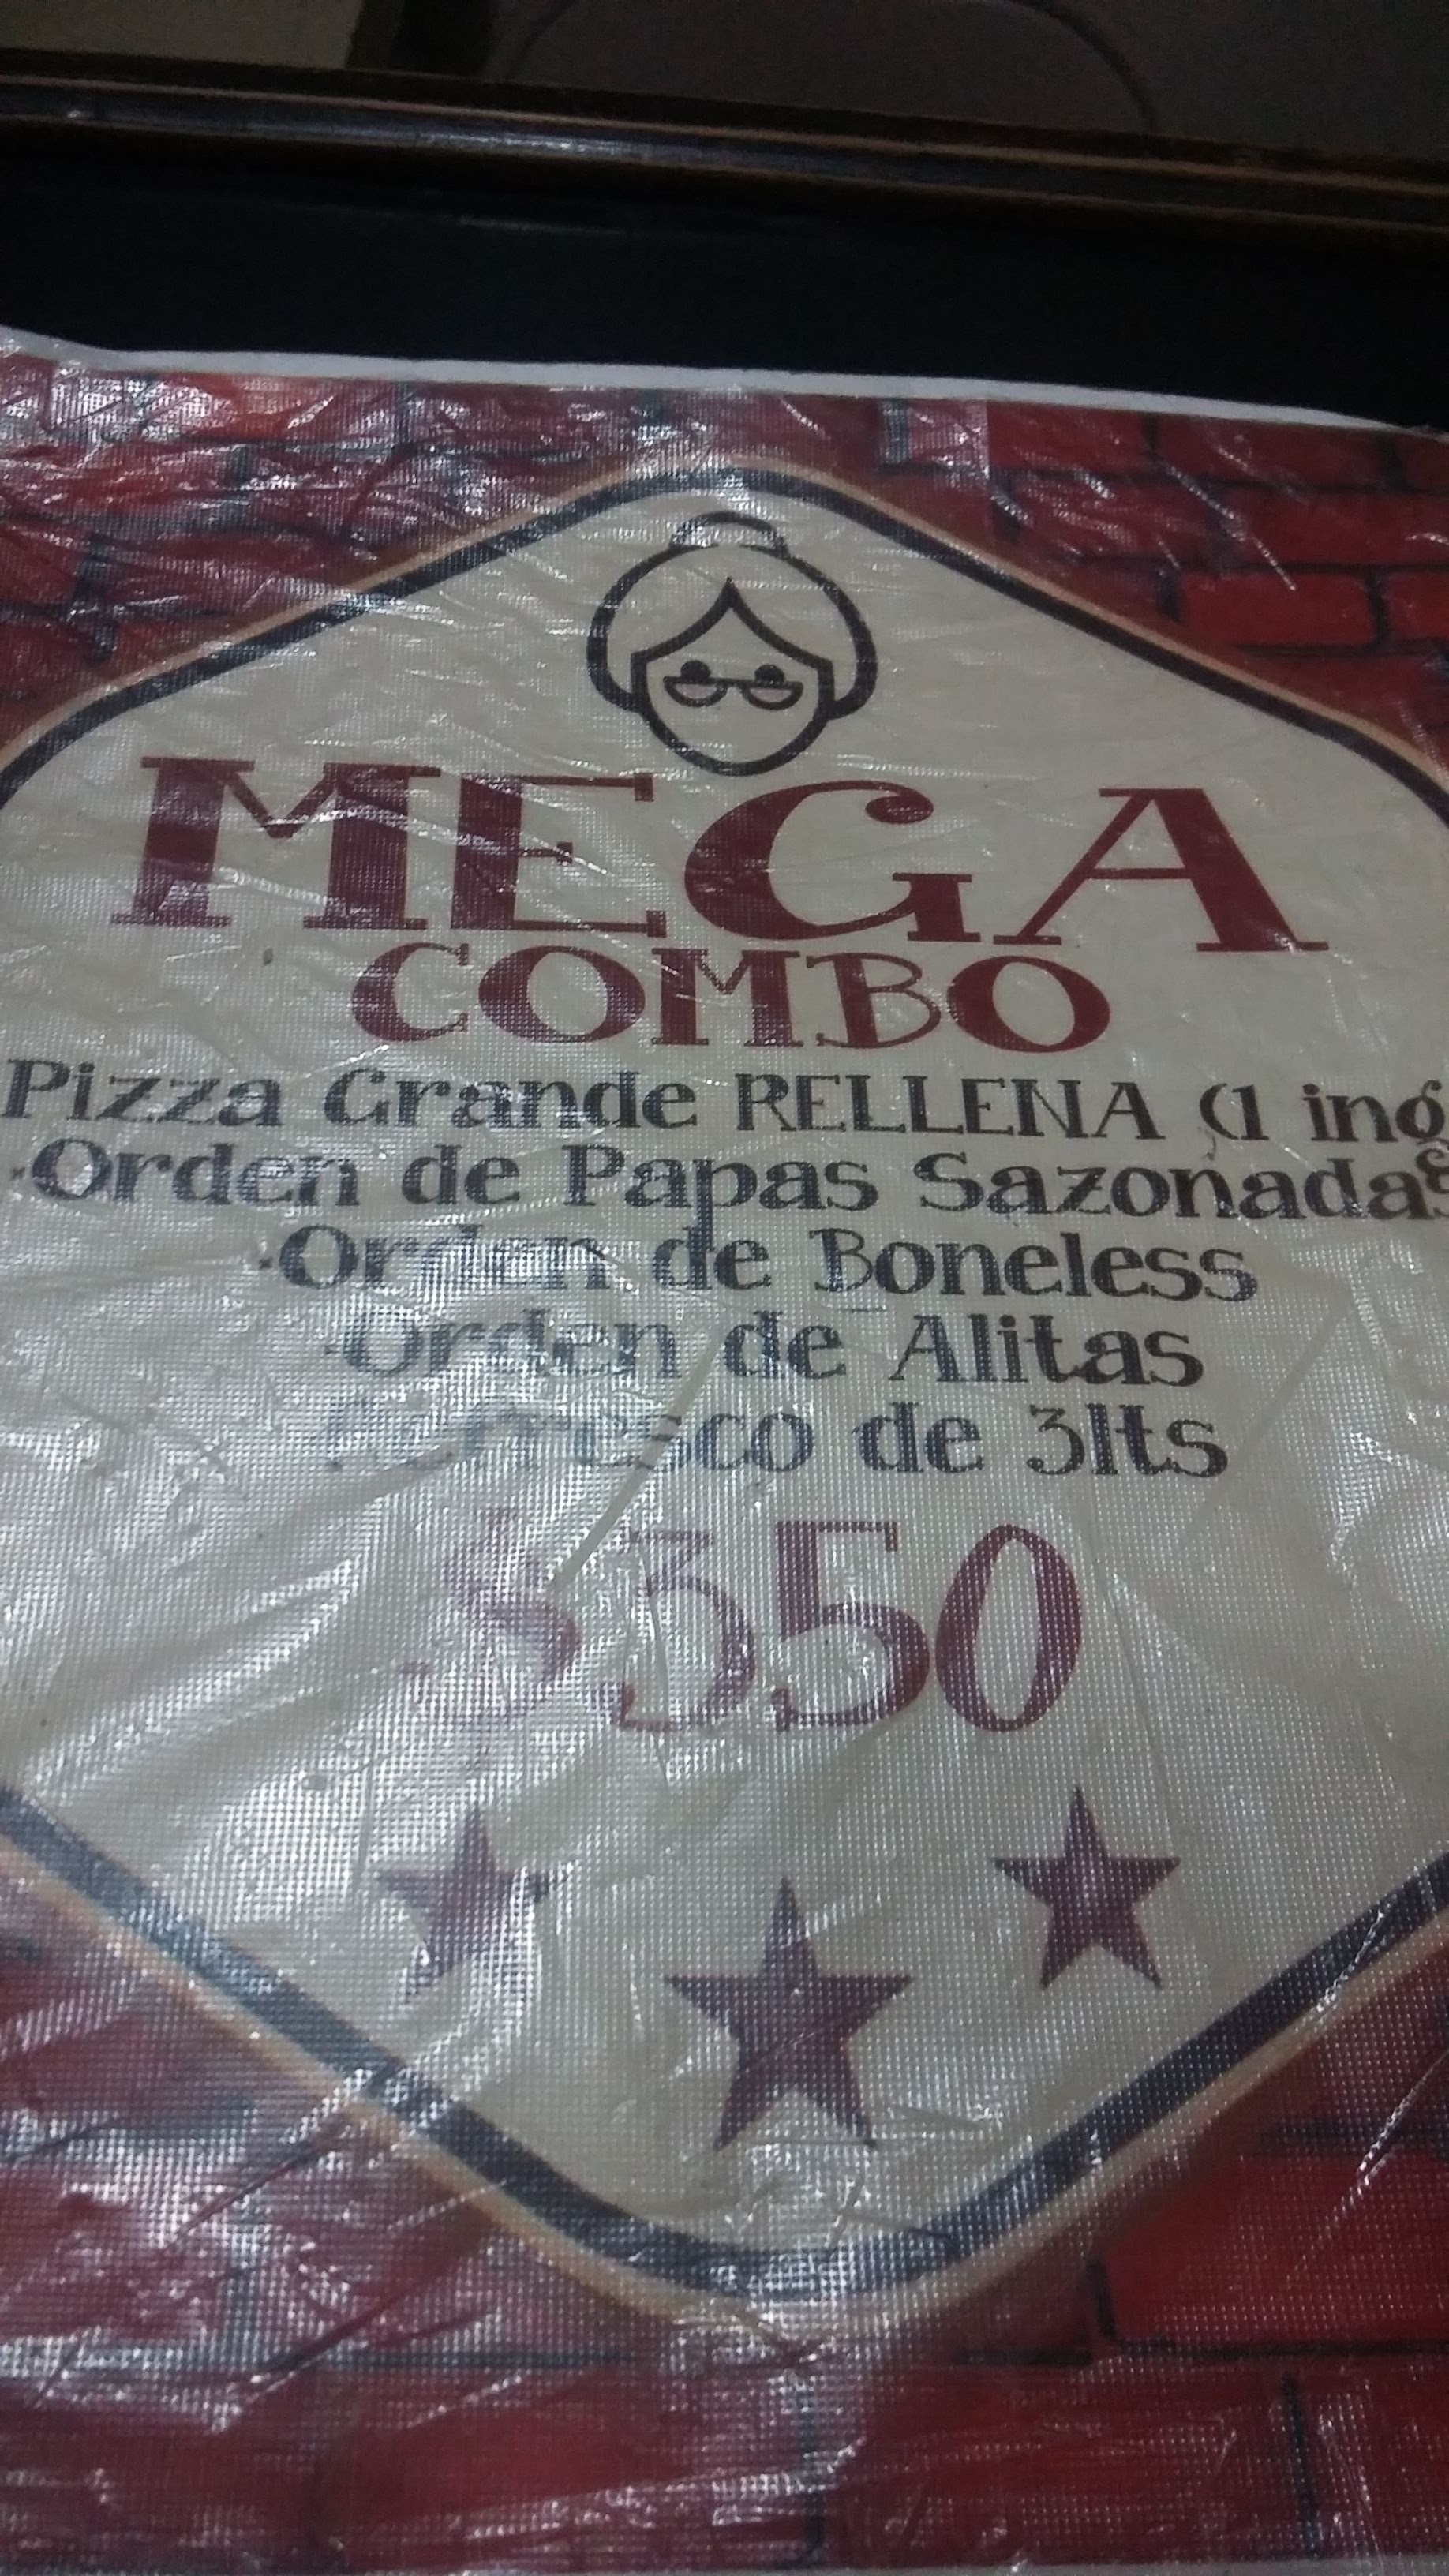 MEGA
COMBO
Pizza Grande RELLENA (1 ing
·Orden de Papas Sazonadas
·Orden de Boneless
·Orden de Alitas
Refresco de 3lts
$350